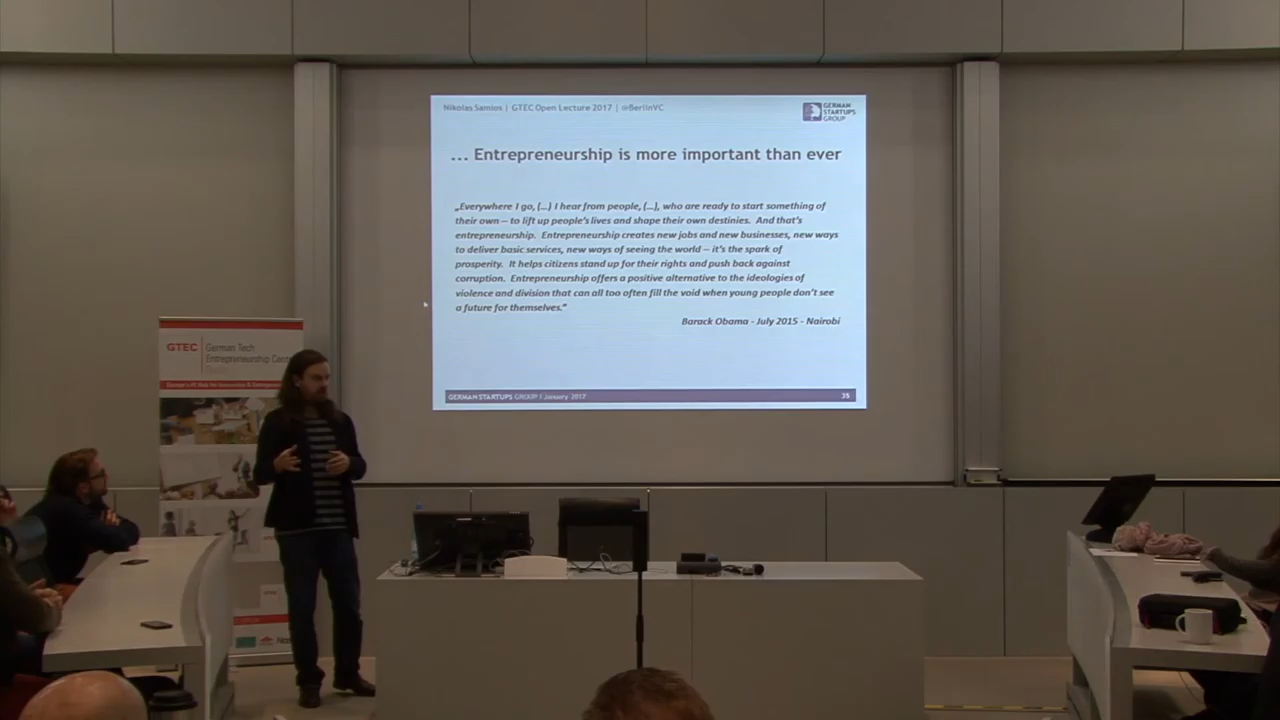 Nikolas Samios | GTEC Open Lecture 2017 | @BerlinVC
GERMAN
STARTUPS
GROUP
... Entrepreneurship is more important than ever
„Everywhere I go, (...) I hear from people, (...), who are ready to start something of
their own — to lift up people's lives and shape their own destinies. And that's
entrepreneurship. Entrepreneurship creates new jobs and new businesses, new ways
to deliver basic services, new ways of seeing the world — it's the spark of
prosperity. It helps citizens stand up for their rights and push back against
corruption. Entrepreneurship offers a positive alternative to the ideologies of
violence and division that can all too often fill the void when young people don't see
a future for themselves."
Barack Obama - July 2015 - Nairobi
GERMAN STARTUPS GROUP | January 2017
35
GTEC
German Tech
Entrepreneurship Cent
Europe's #1 Hub for Innovation &